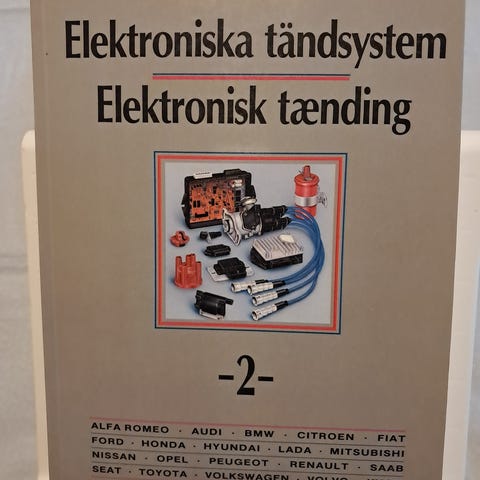 Elektroniska tändsystem
Elektronisk tænding
-2-
ALFA ROMEO · AUDI · BMW · CITROEN · FIAT
FORD · HONDA · HYUNDAI · LADA · MITSUBISHI
NISSAN · OPEL · PEUGEOT · RENAULT · SAAB
SEAT · TOYOTA · VOLKSWAGEN · VOLVO